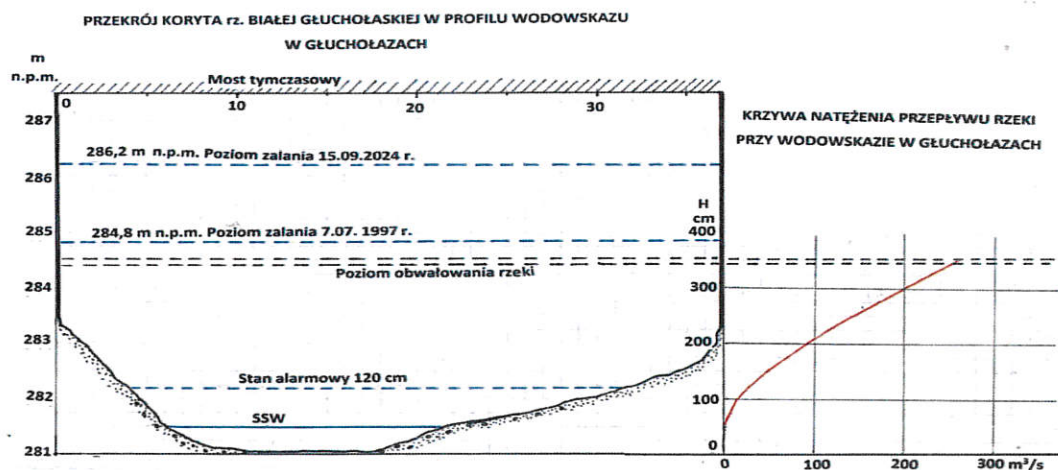 PRZEKRÓJ KORYTA rz. BIAŁEJ GŁUCHOŁASKIEJ W PROFILU WODOWSKAZU
W GŁUCHOŁAZACH
m
n.p.m.
Most tymczasowy
0 10 20 30
287
286,2 m n.p.m. Poziom zalania 15.09.2024 r.
286
285
284,8 m n.p.m. Poziom zalania 7.07. 1997 r.
Poziom obwałowania rzeki
284
283
Stan alarmowy 120 cm
282
SSW
281
KRZYWA NATĘŻENIA PRZEPŁYWU RZEKI
PRZY WODOWSKAZIE W GŁUCHOŁAZACH
H
cm
400
300
200
100
0
0 100 200 300 m³/s